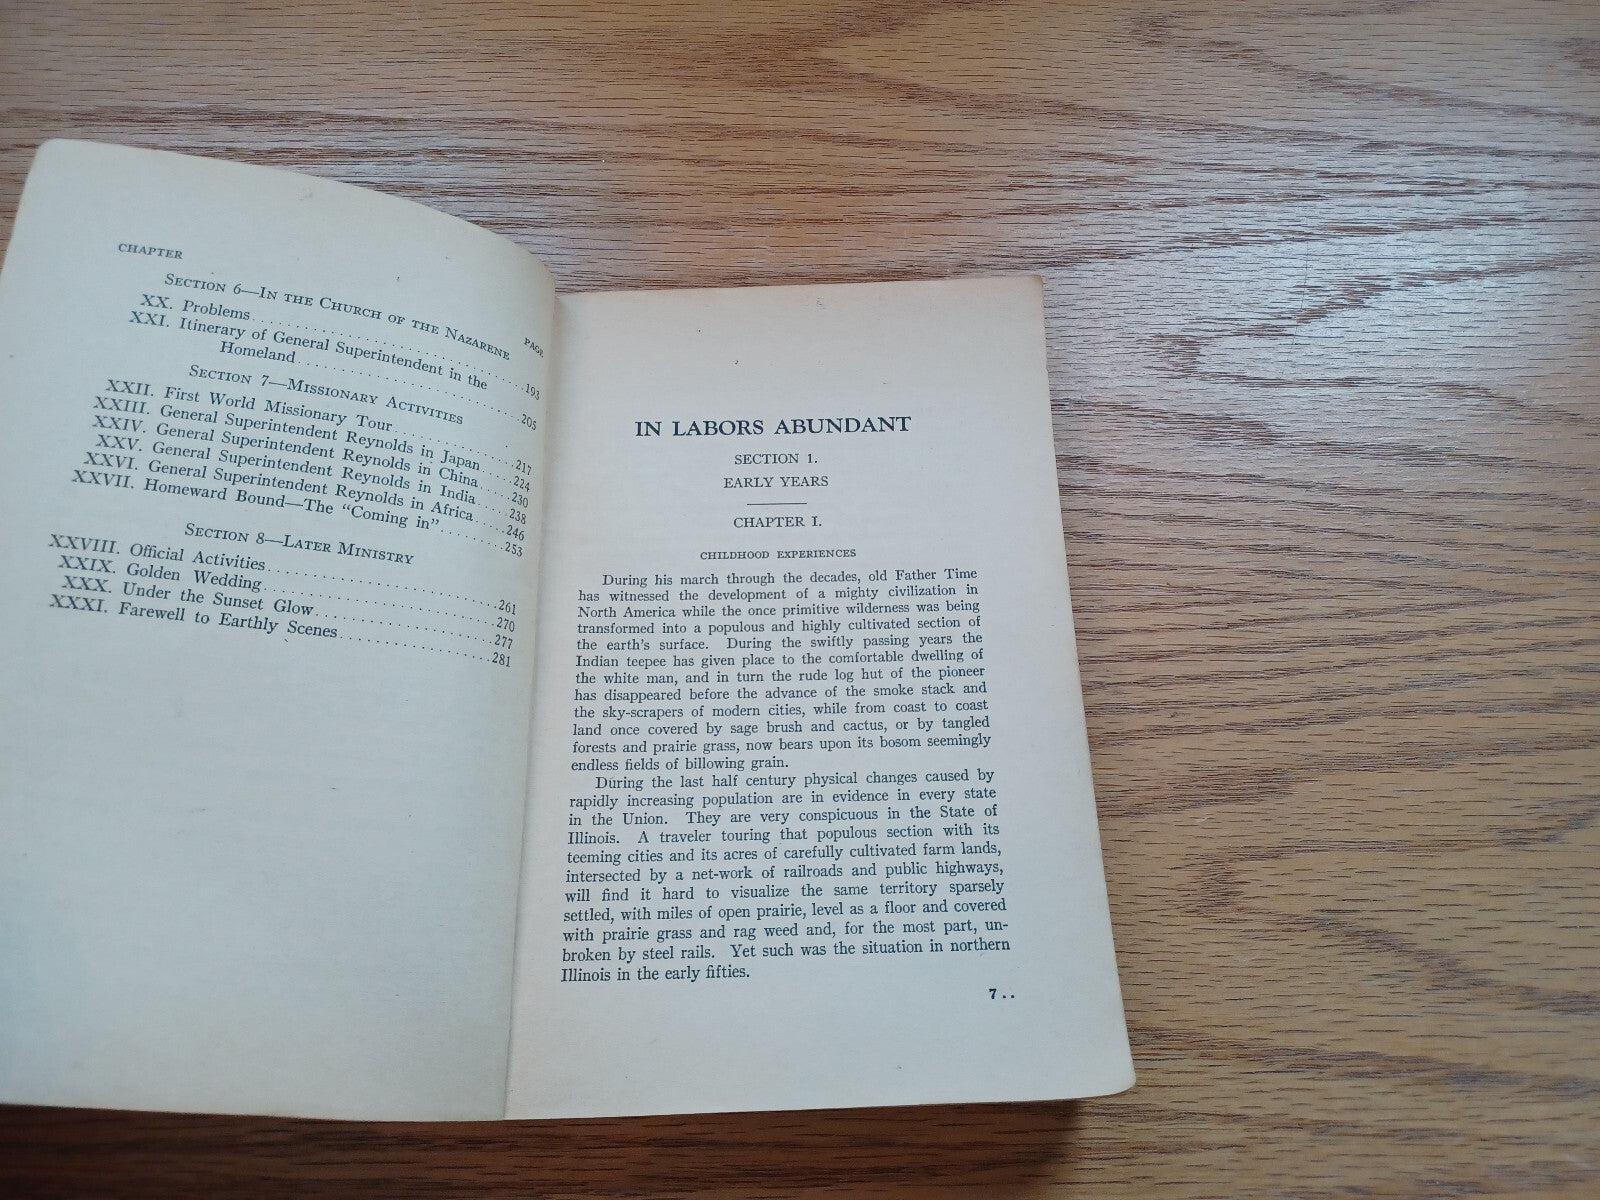 CHAPTER PAGE
SECTION 6—IN THE CHURCH OF THE NAZARENE
XX. Problems 193
XXI. Itinerary of General Superintendent in the
Homeland 205
SECTION 7—MISSIONARY ACTIVITIES
XXII. First World Missionary Tour 217
XXIII. General Superintendent Reynolds in Japan 224
XXIV. General Superintendent Reynolds in China 230
XXV. General Superintendent Reynolds in India 238
XXVI. General Superintendent Reynolds in Africa 246
XXVII. Homeward Bound—The "Coming in" 253
SECTION 8—LATER MINISTRY
XXVIII. Official Activities 261
XXIX. Golden Wedding 270
XXX. Under the Sunset Glow 277
XXXI. Farewell to Earthly Scenes 281
IN LABORS ABUNDANT
SECTION 1.
EARLY YEARS
CHAPTER I.
CHILDHOOD EXPERIENCES
During his march through the decades, old Father Time
has witnessed the development of a mighty civilization in
North America while the once primitive wilderness was being
transformed into a populous and highly cultivated section of
the earth's surface. During the swiftly passing years the
Indian teepee has given place to the comfortable dwelling of
the white man, and in turn the rude log hut of the pioneer
has disappeared before the advance of the smoke stack and
the sky-scrapers of modern cities, while from coast to coast
land once covered by sage brush and cactus, or by tangled
forests and prairie grass, now bears upon its bosom seemingly
endless fields of billowing grain.
During the last half century physical changes caused by
rapidly increasing population are in evidence in every state
in the Union. They are very conspicuous in the State of
Illinois. A traveler touring that populous section with its
teeming cities and its acres of carefully cultivated farm lands,
intersected by a net-work of railroads and public highways,
will find it hard to visualize the same territory sparsely
settled, with miles of open prairie, level as a floor and covered
with prairie grass and rag weed and, for the most part, un-
broken by steel rails. Yet such was the situation in northern
Illinois in the early fifties.
7..